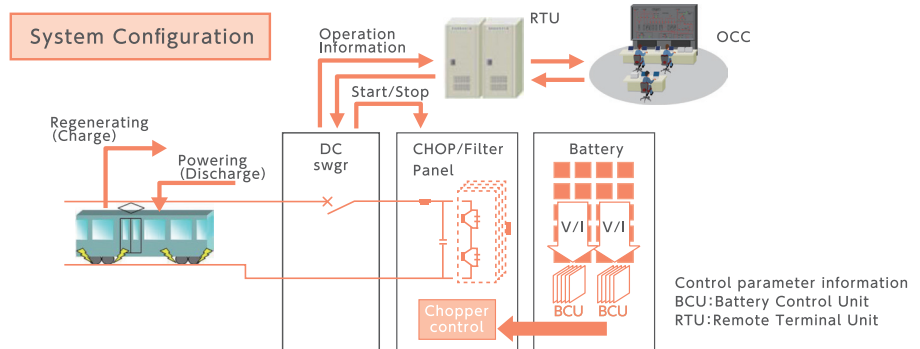 System Configuration
Operation
Information
RTU
OCC
Start/Stop
Regenerating
(Charge)
Powering
(Discharge)
DC
swgr
CHOP/Filter
Panel
Battery
V/I
V/I
BCU
BCU
Chopper
control
Control parameter information
BCU:Battery Control Unit
RTU:Remote Terminal Unit